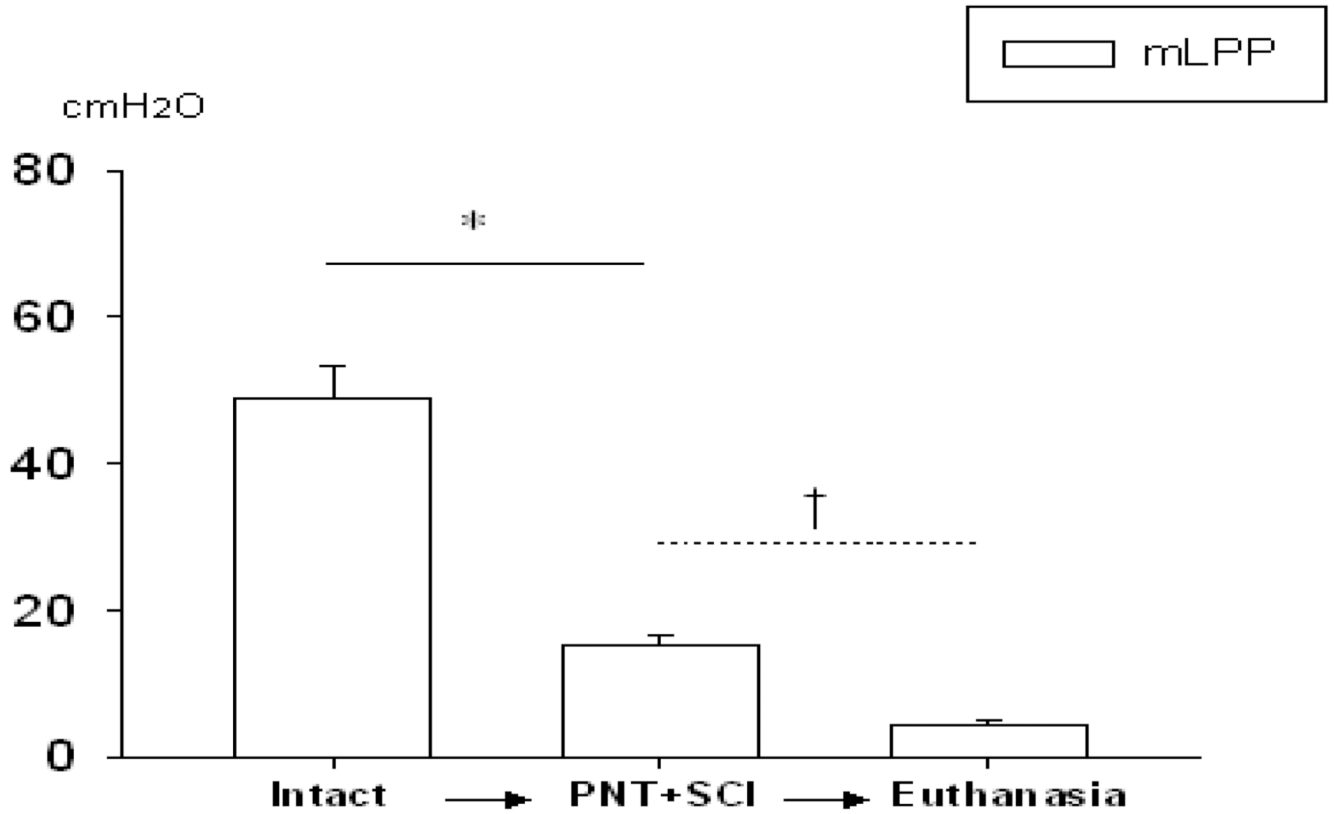 mLPP
cmH2O
80
*
60
40
†
20
0
Intact → PNT+SCI → Euthanasia